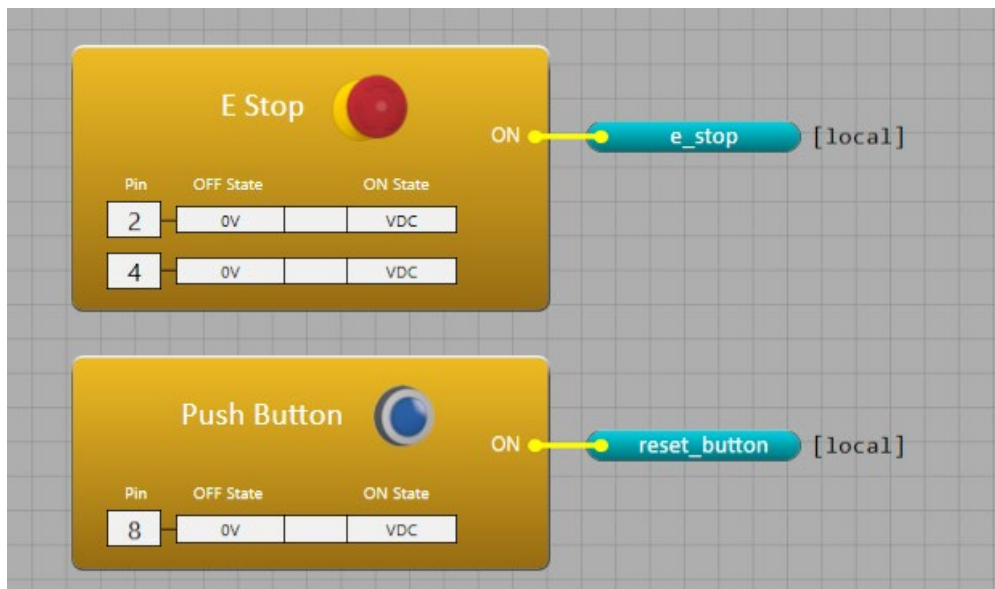 E Stop
ON e_stop [local]
Pin OFF State ON State
2 0V VDC
4 0V VDC
Push Button
ON reset_button [local]
Pin OFF State ON State
8 0V VDC